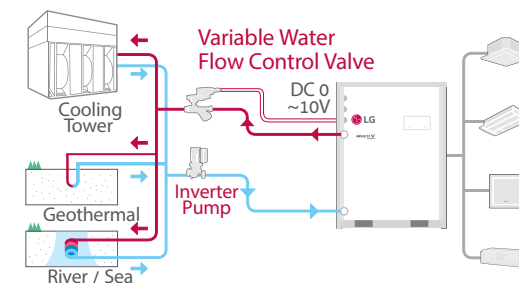 Variable Water
Flow Control Valve
DC 0
~10V
LG
Cooling
Tower
Geothermal
Inverter
Pump
River / Sea